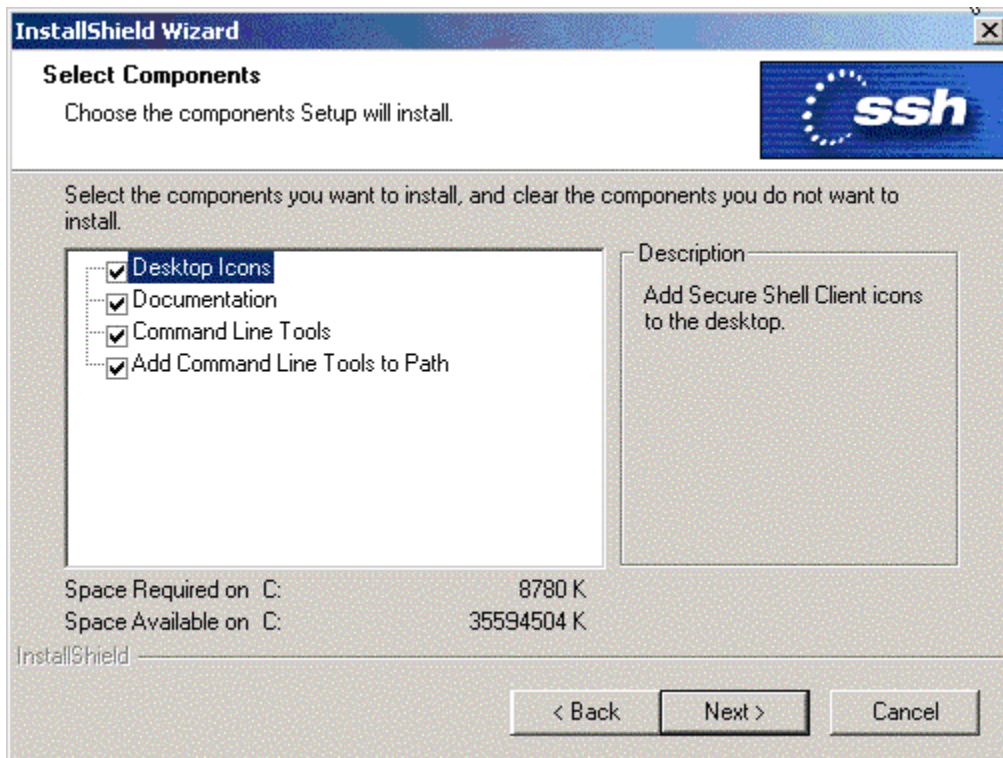 InstallShield Wizard
Select Components
Choose the components Setup will install.
ssh
Select the components you want to install, and clear the components you do not want to
install.
Desktop Icons
Documentation
Command Line Tools
Add Command Line Tools to Path
Description
Add Secure Shell Client icons
to the desktop.
Space Required on C: 8780 K
Space Available on C: 35594504 K
InstallShield
< Back Next > Cancel